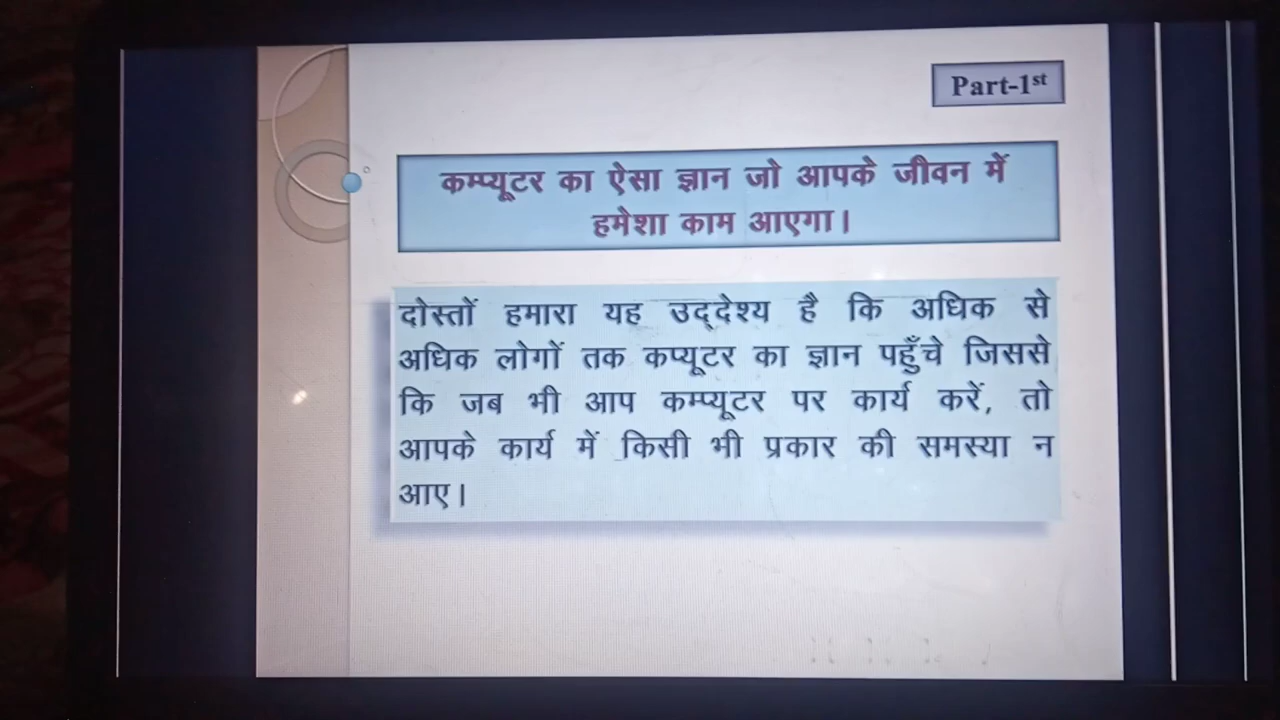 Part-1st
कम्प्यूटर का ऐसा ज्ञान जो आपके जीवन में
हमेशा काम आएगा।
दोस्तों हमारा यह उद्देश्य है कि अधिक से
अधिक लोगों तक कप्यूटर का ज्ञान पहुँचे जिससे
कि जब भी आप कम्प्यूटर पर कार्य करें, तो
आपके कार्य में किसी भी प्रकार की समस्या न
आए।